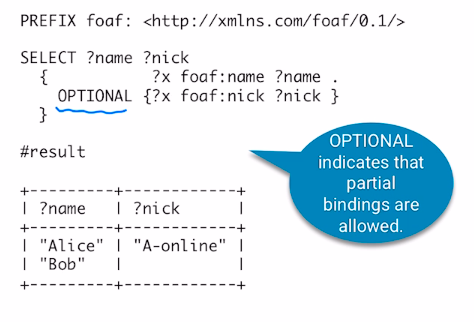 PREFIX foaf: <http://xmlns.com/foaf/0.1/>
SELECT ?name ?nick
{ ?x foaf:name ?name .
OPTIONAL {?x foaf:nick ?nick }
}
#result
+---------+------------+
| ?name | ?nick |
+---------+------------+
| "Alice" | "A-online" |
| "Bob" | |
+---------+------------+
OPTIONAL
indicates that
partial
bindings are
allowed.